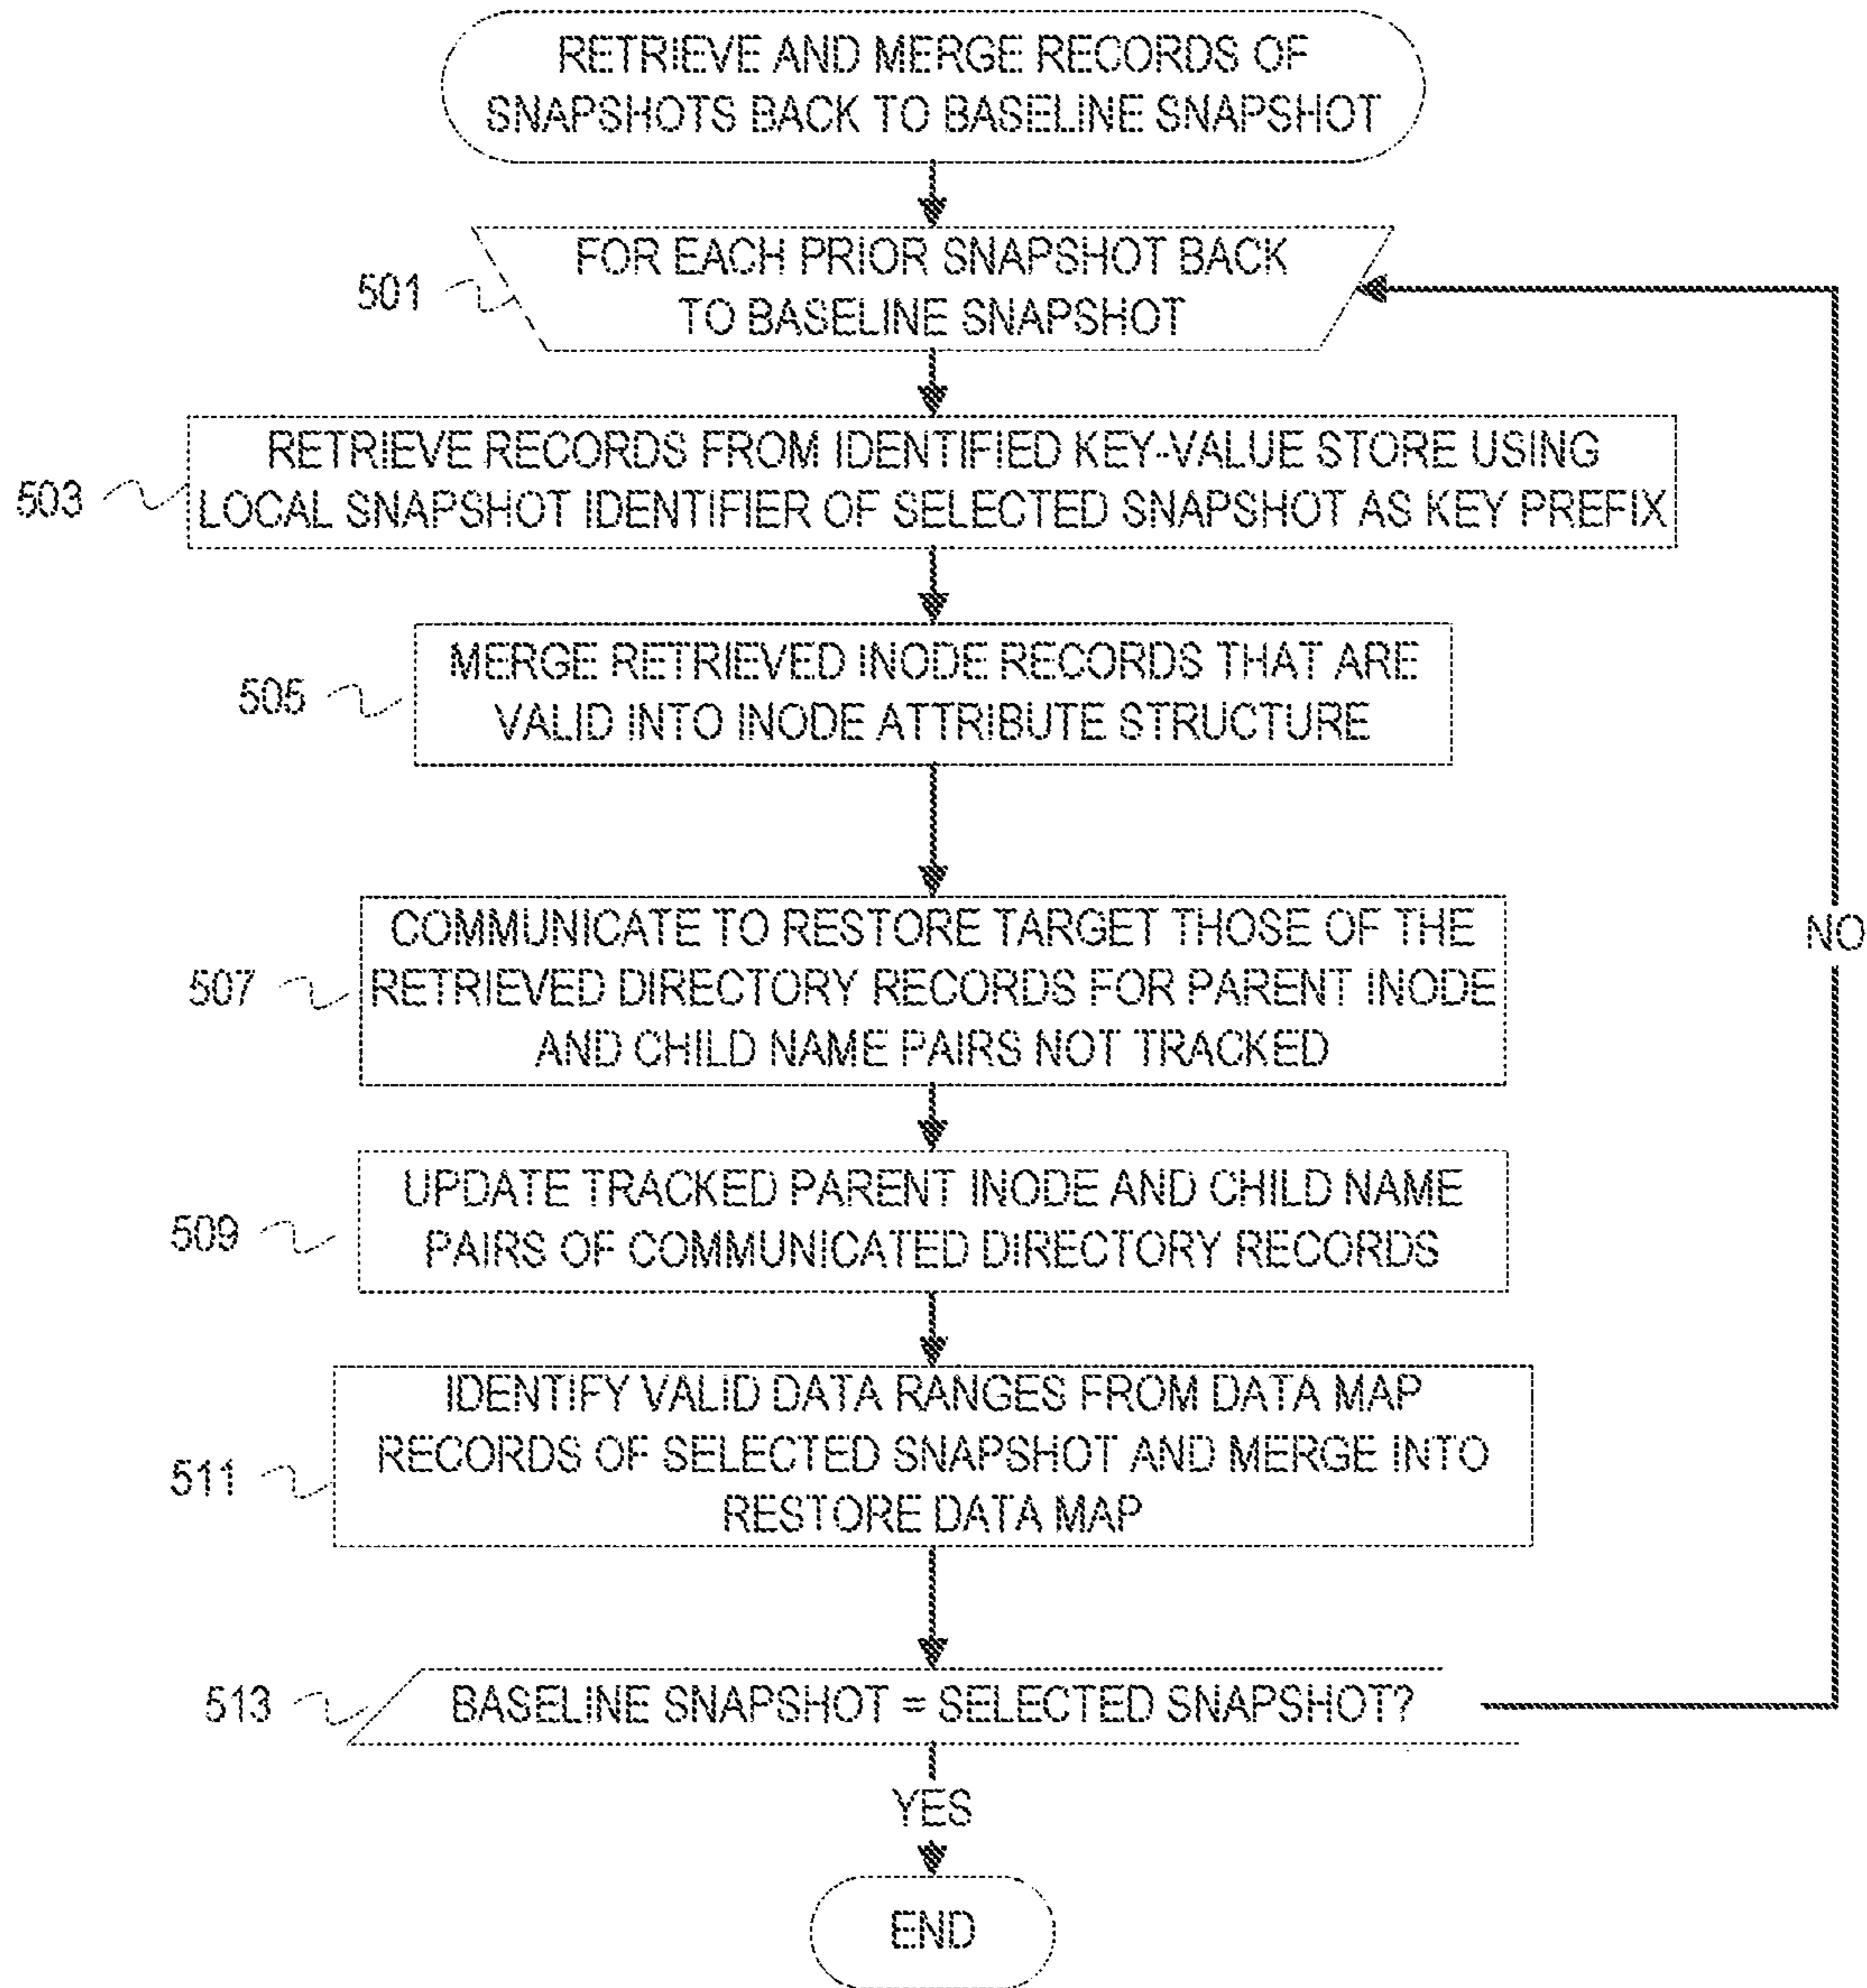 RETRIEVE AND MERGE RECORDS OF
SNAPSHOTS BACK TO BASELINE SNAPSHOT
501
FOR EACH PRIOR SNAPSHOT BACK
TO BASELINE SNAPSHOT
503
RETRIEVE RECORDS FROM IDENTIFIED KEY-VALUE STORE USING
LOCAL SNAPSHOT IDENTIFIER OF SELECTED SNAPSHOT AS KEY PREFIX
505
MERGE RETRIEVED INODE RECORDS THAT ARE
VALID INTO INODE ATTRIBUTE STRUCTURE
507
COMMUNICATE TO RESTORE TARGET THOSE OF THE
RETRIEVED DIRECTORY RECORDS FOR PARENT INODE
AND CHILD NAME PAIRS NOT TRACKED
NO
509
UPDATE TRACKED PARENT INODE AND CHILD NAME
PAIRS OF COMMUNICATED DIRECTORY RECORDS
511
IDENTIFY VALID DATA RANGES FROM DATA MAP
RECORDS OF SELECTED SNAPSHOT AND MERGE INTO
RESTORE DATA MAP
513
BASELINE SNAPSHOT = SELECTED SNAPSHOT?
YES
END